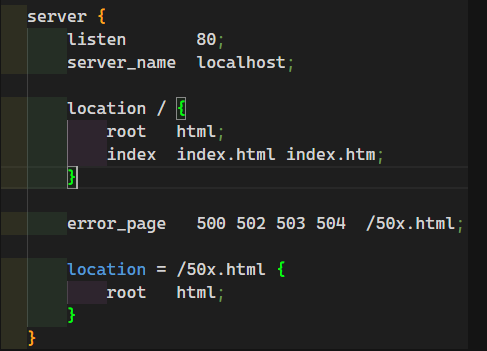 server {
    listen       80;
    server_name  localhost;

    location / {
        root   html;
        index  index.html index.htm;
    }

    error_page   500 502 503 504  /50x.html;

    location = /50x.html {
        root   html;
    }
}